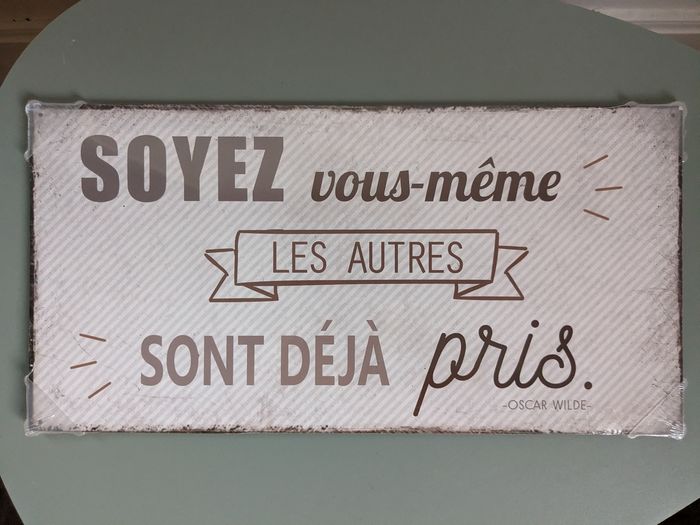 SOYEZ vous-même
LES AUTRES
SONT DÉJÀ pris.
-OSCAR WILDE-